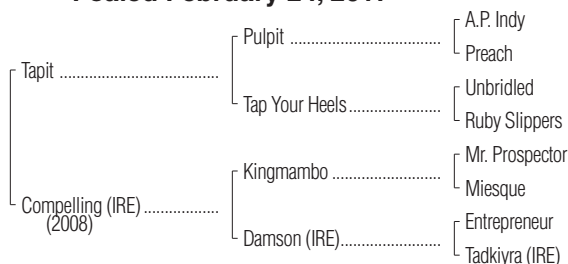 Foaled February 24, 2017
A.P. Indy
Pulpit
Preach
Tapit
Unbridled
Tap Your Heels
Ruby Slippers
Mr. Prospector
Kingmambo
Miesque
Compelling (IRE)
(2008)
Entrepreneur
Damson (IRE)
Tadkiyra (IRE)